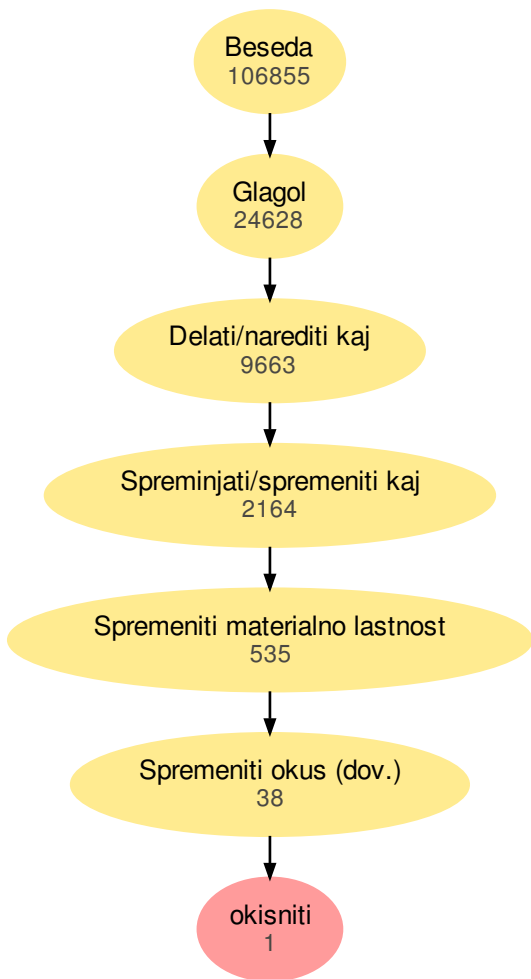 Beseda
106855
Glagol
24628
Delati/narediti kaj
9663
Spreminjati/spremeniti kaj
2164
Spremeniti materialno lastnost
535
Spremeniti okus (dov.)
38
okisniti
1